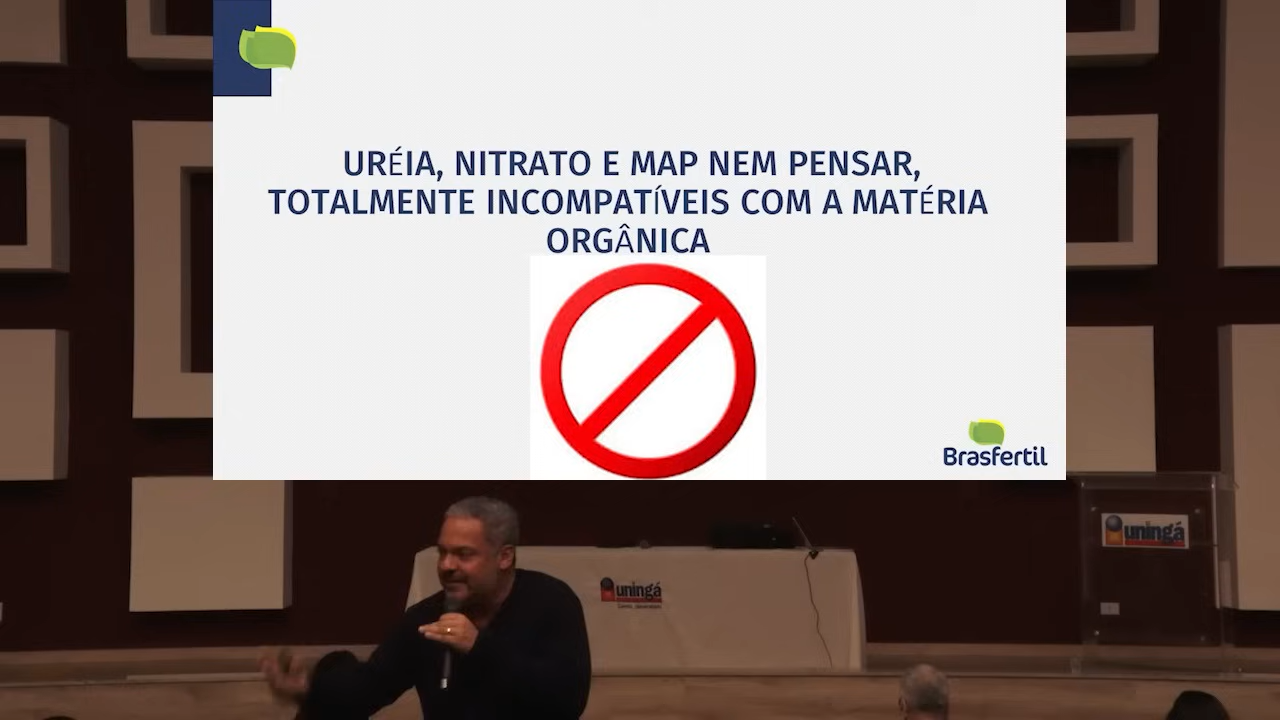 URÉIA, NITRATO E MAP NEM PENSAR,
TOTALMENTE INCOMPATÍVEIS COM A MATÉRIA
ORGÂNICA
Brasfertil
uningá
uningá